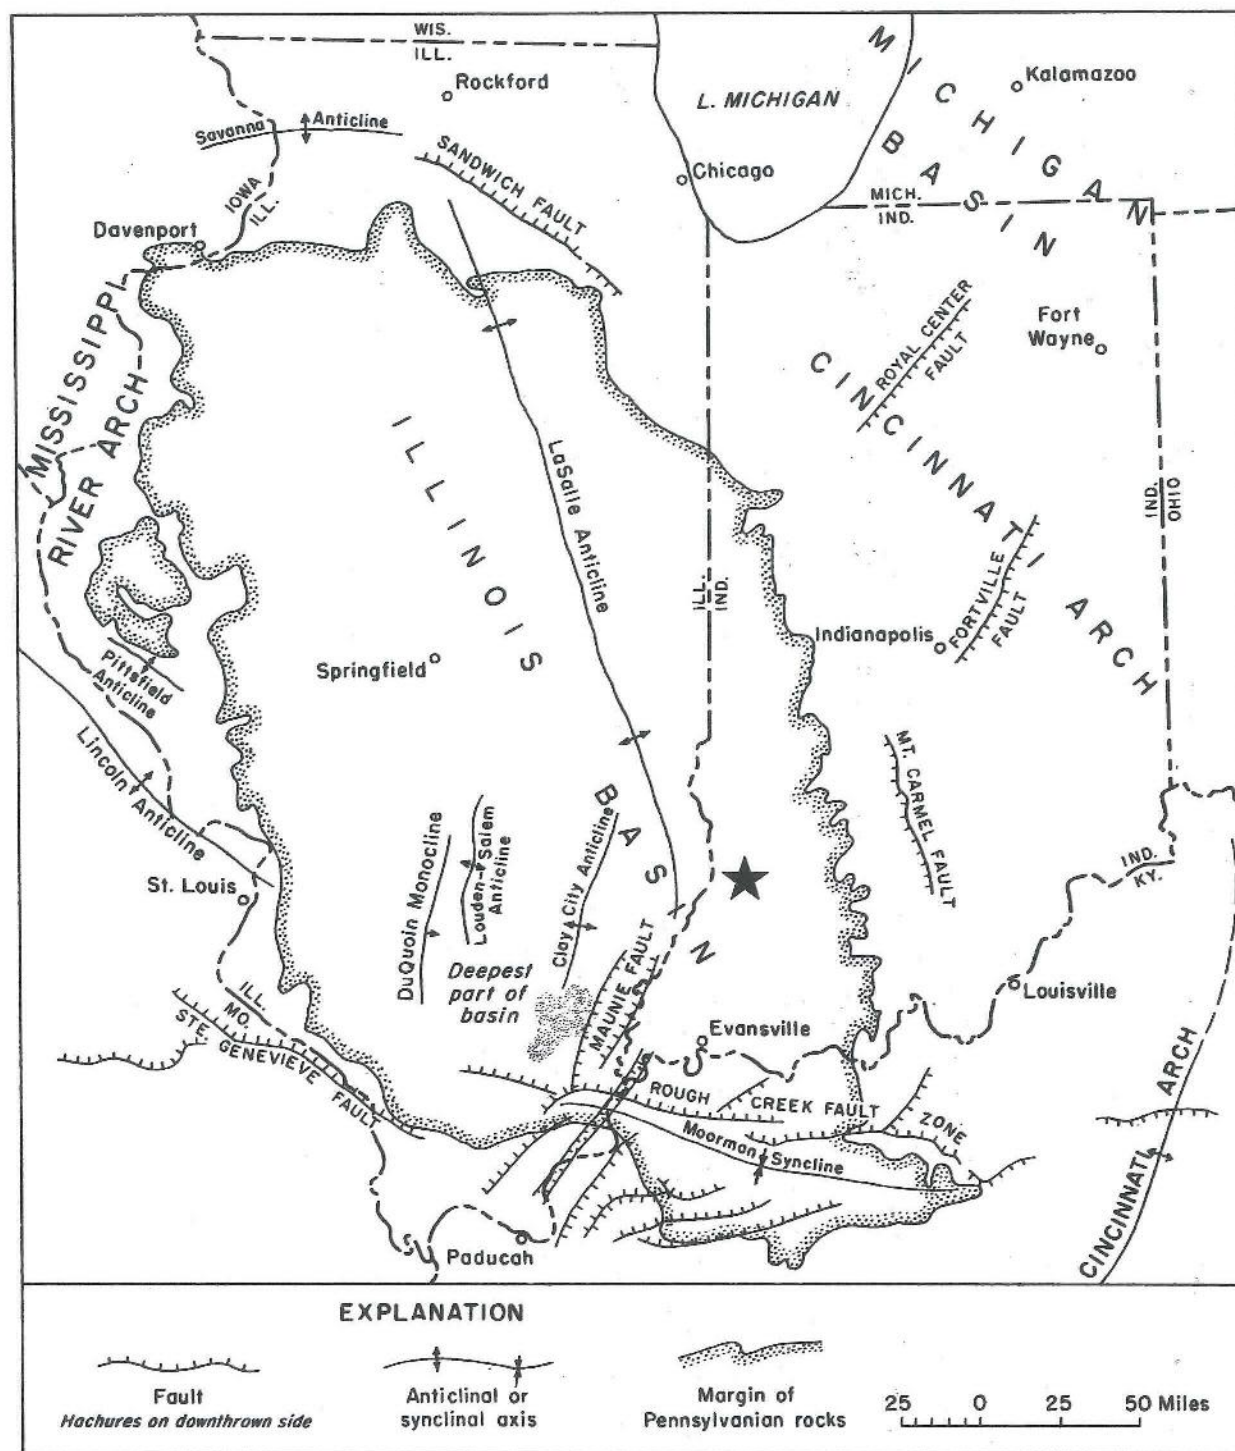 WIS.
ILL.
Rockford
L. MICHIGAN
MICHIGAN
BASIN
Kalamazoo
Savanna Anticline
SANDWICH FAULT
Chicago
MICH.
IND.
IOWA
ILL.
Davenport
MISSISSIPPI
RIVER ARCH
ROYAL CENTER
FAULT
Fort
Wayne
CINCINNATI ARCH
ILLINOIS
BASIN
LaSalle Anticline
IND.
OHIO
ILL.
IND.
Indianapolis
FORTVILLE
FAULT
Springfield
Pittsfield
Anticline
Lincoln Anticline
MT. CARMEL FAULT
St. Louis
DuQuoin Monocline
Louden-Salem
Anticline
Clay City Anticline
IND.
KY.
Deepest
part of
basin
MAUNIE FAULT
Louisville
Evansville
ILL.
MO.
STE.
GENEVIEVE
FAULT
ROUGH
CREEK FAULT
ZONE
Moorman Syncline
CINCINNATI ARCH
Paducah
EXPLANATION
Fault
Hachures on downthrown side
Anticlinal or
synclinal axis
Margin of
Pennsylvanian rocks
25 0 25 50 Miles